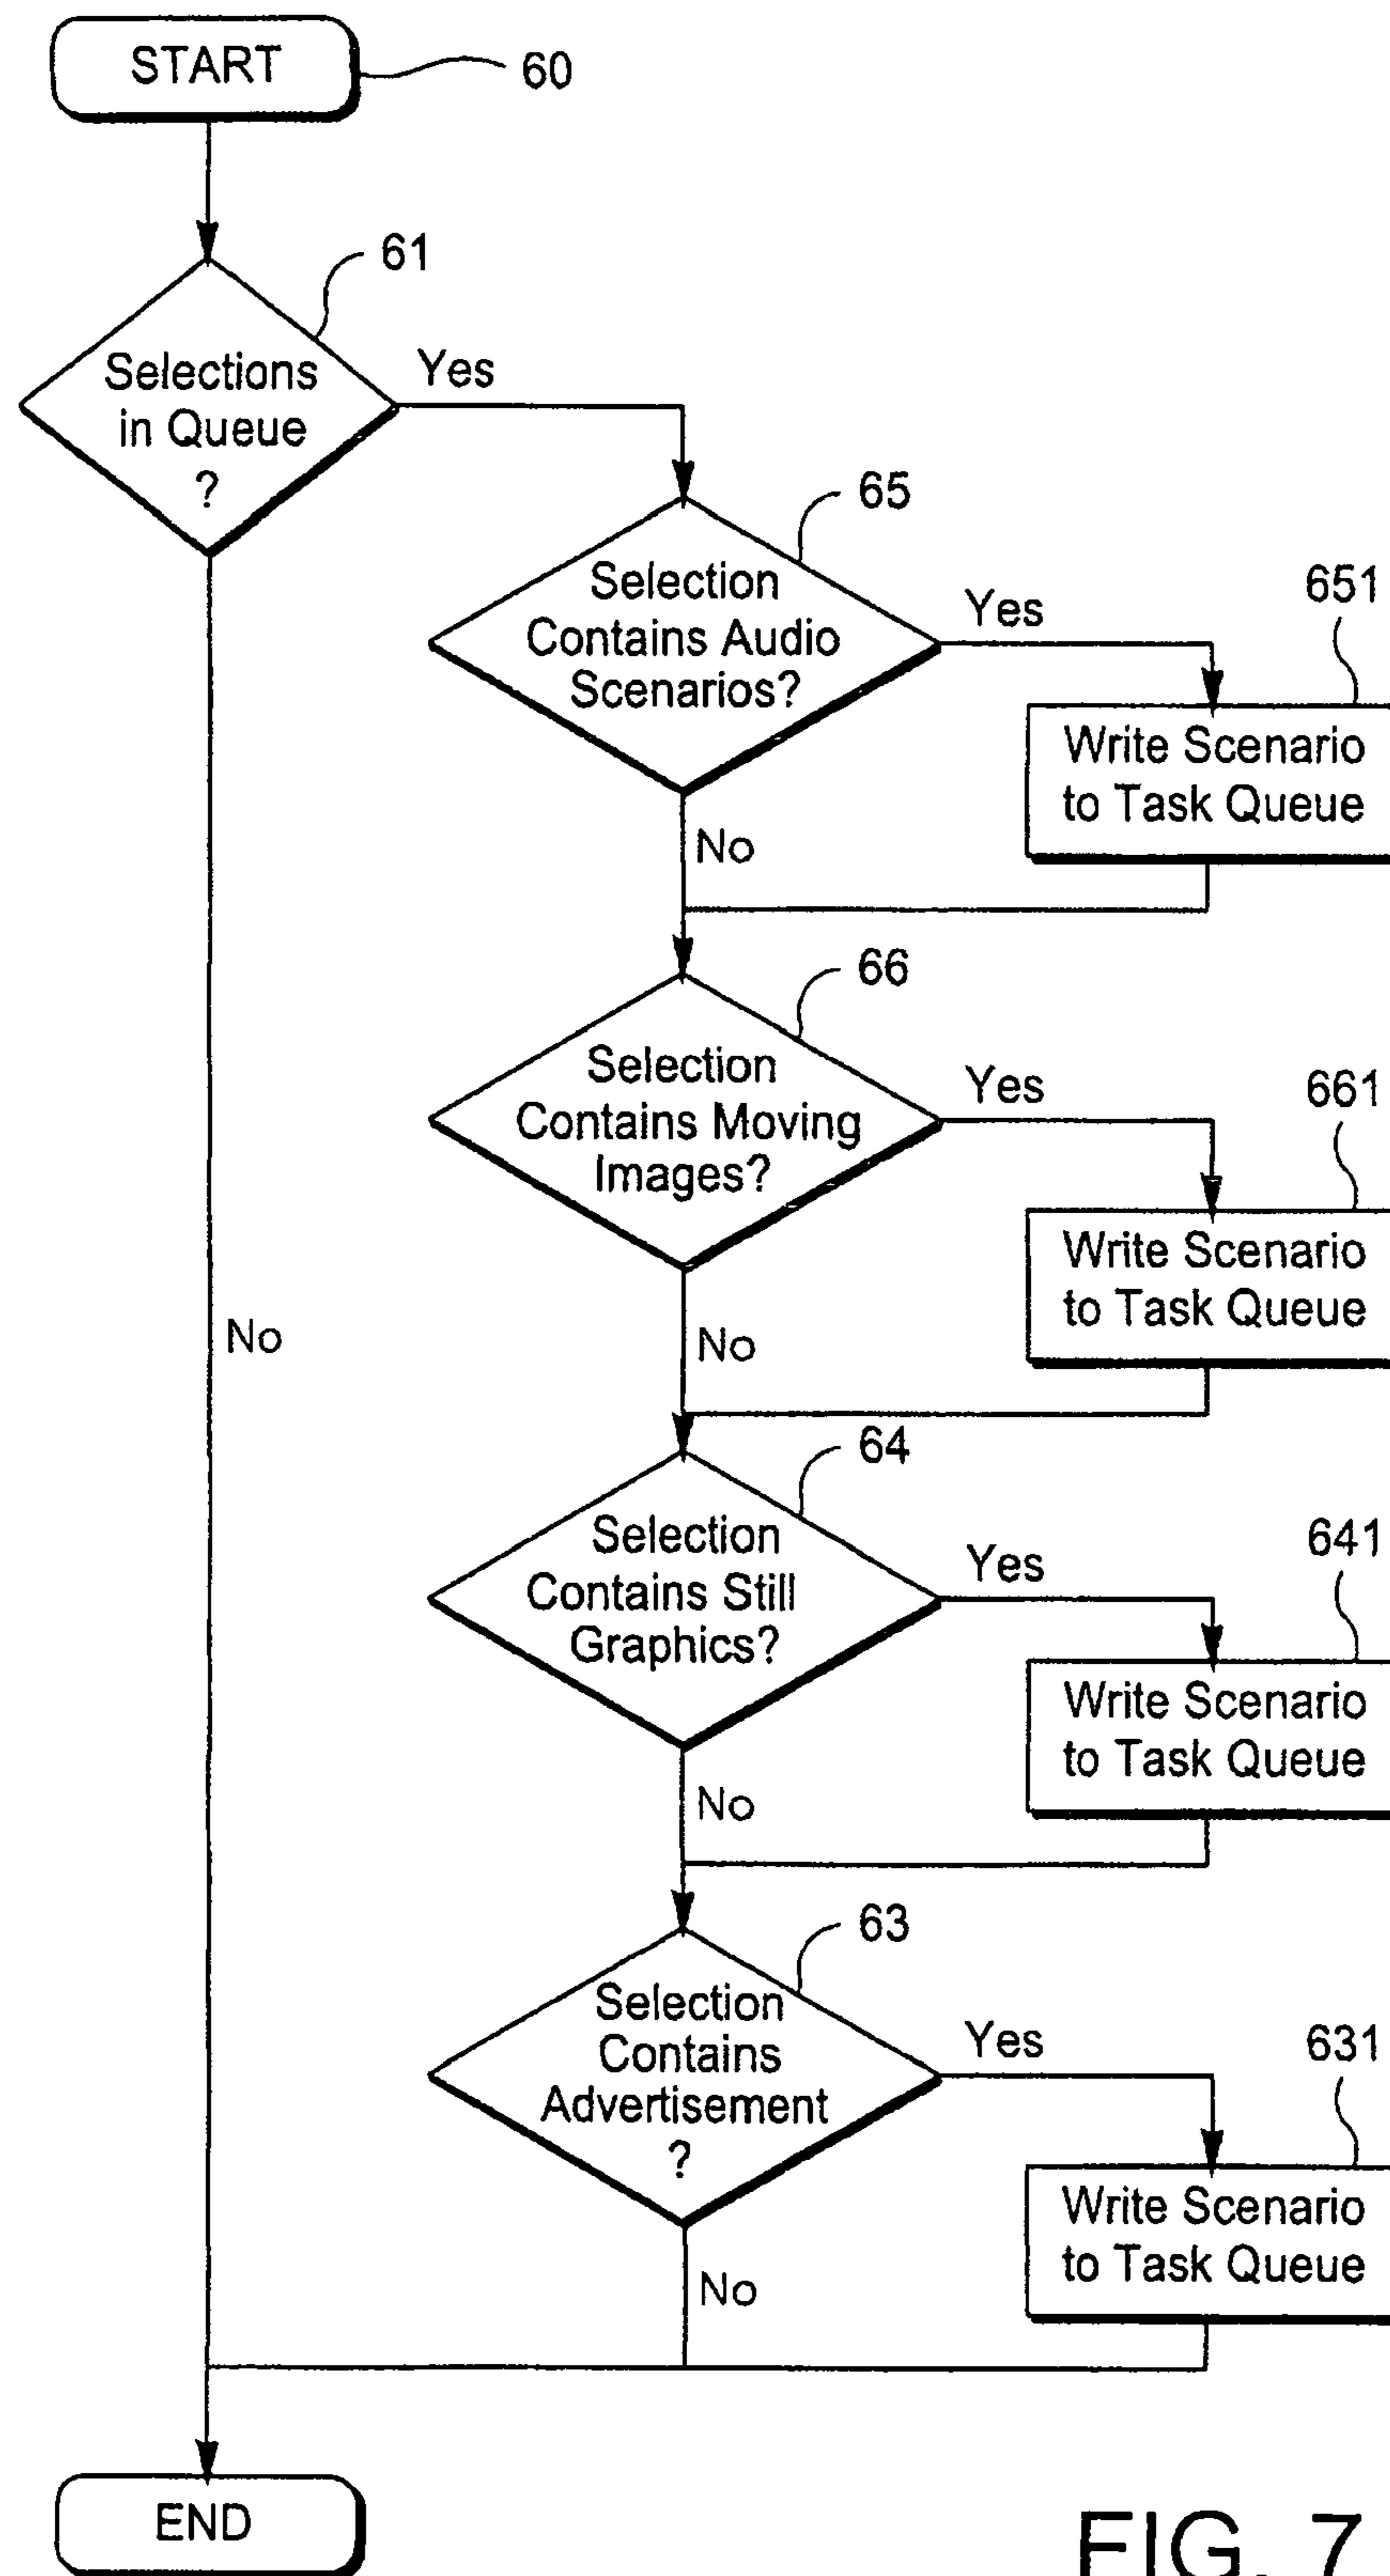 START
60
61
Selections
in Queue
?
Yes
65
Selection
Contains Audio
Scenarios?
Yes
651
Write Scenario
to Task Queue
No
66
Selection
Contains Moving
Images?
Yes
661
Write Scenario
to Task Queue
No
No
64
Selection
Contains Still
Graphics?
Yes
641
Write Scenario
to Task Queue
No
63
Selection
Contains
Advertisement
?
Yes
631
Write Scenario
to Task Queue
No
END
FIG. 7